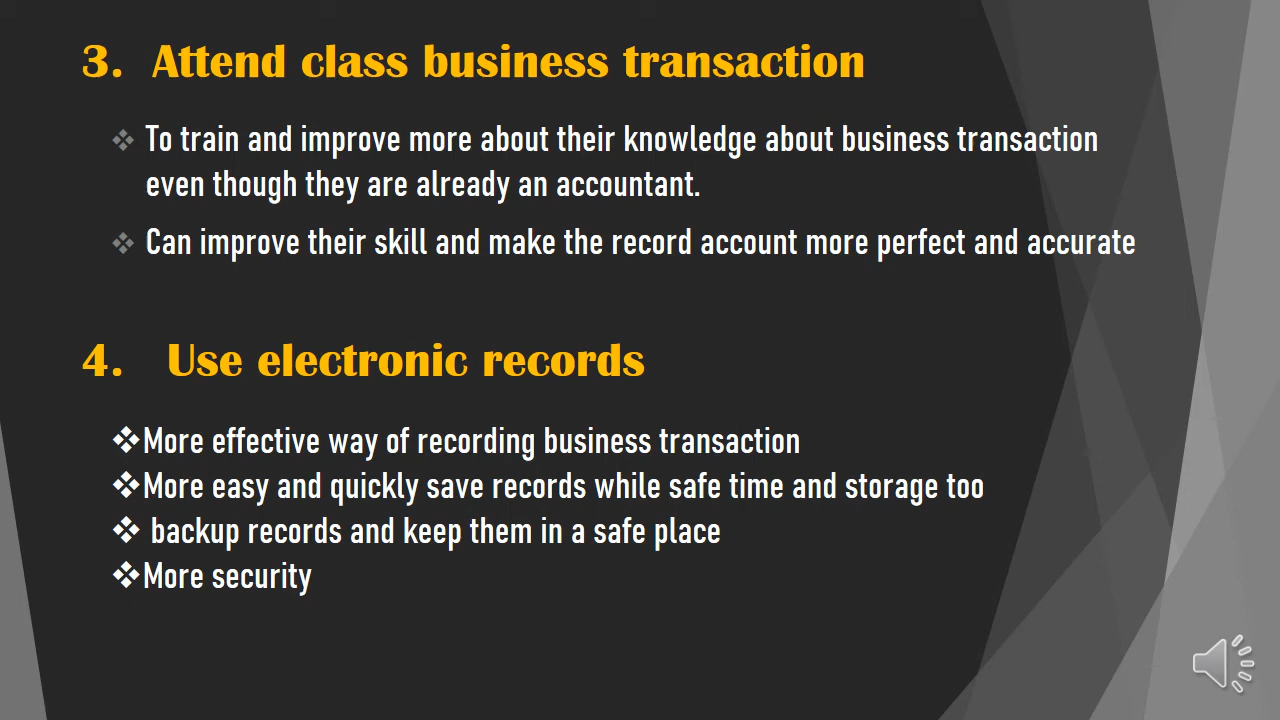 3. Attend class business transaction
❖ To train and improve more about their knowledge about business transaction
even though they are already an accountant.
❖ Can improve their skill and make the record account more perfect and accurate
4. Use electronic records
❖More effective way of recording business transaction
❖More easy and quickly save records while safe time and storage too
❖ backup records and keep them in a safe place
❖More security